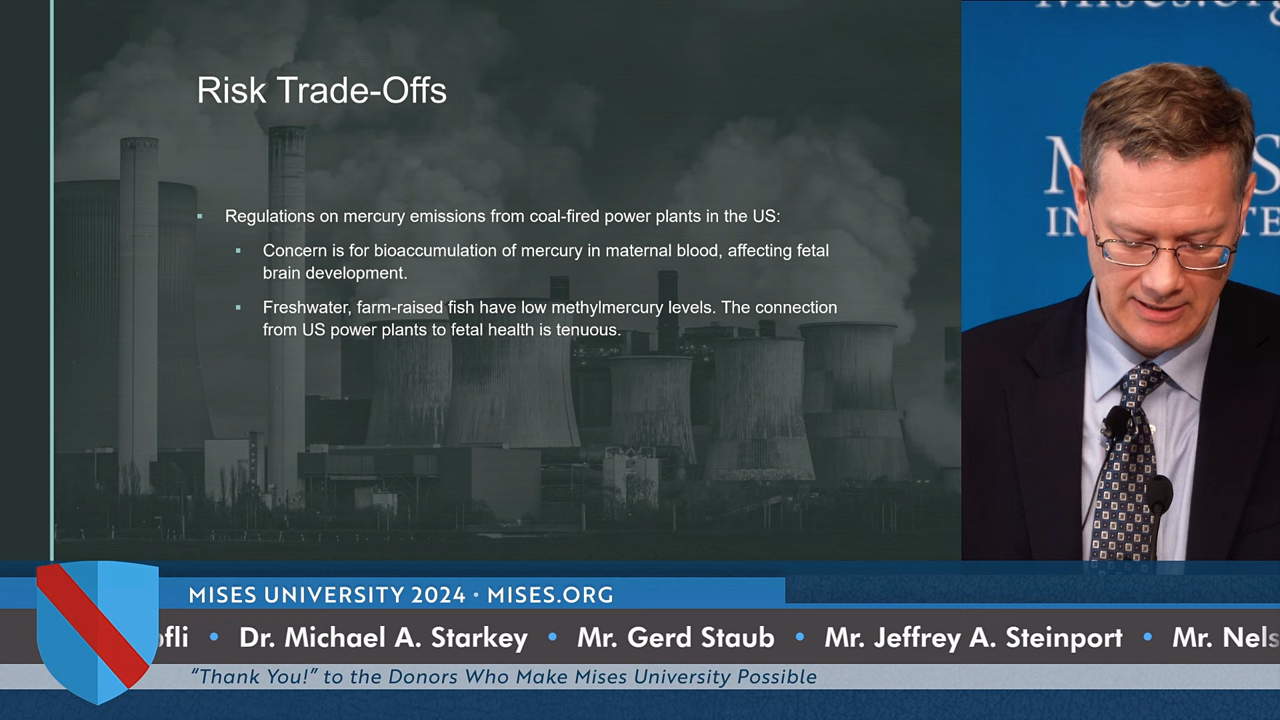 Risk Trade-Offs
Regulations on mercury emissions from coal-fired power plants in the US:
Concern is for bioaccumulation of mercury in maternal blood, affecting fetal
brain development.
Freshwater, farm-raised fish have low methylmercury levels. The connection
from US power plants to fetal health is tenuous.
MISES UNIVERSITY 2024 • MISES.ORG
• Dr. Michael A. Starkey • Mr. Gerd Staub • Mr. Jeffrey A. Steinport • Mr.
“Thank You!” to the Donors Who Make Mises University Possible